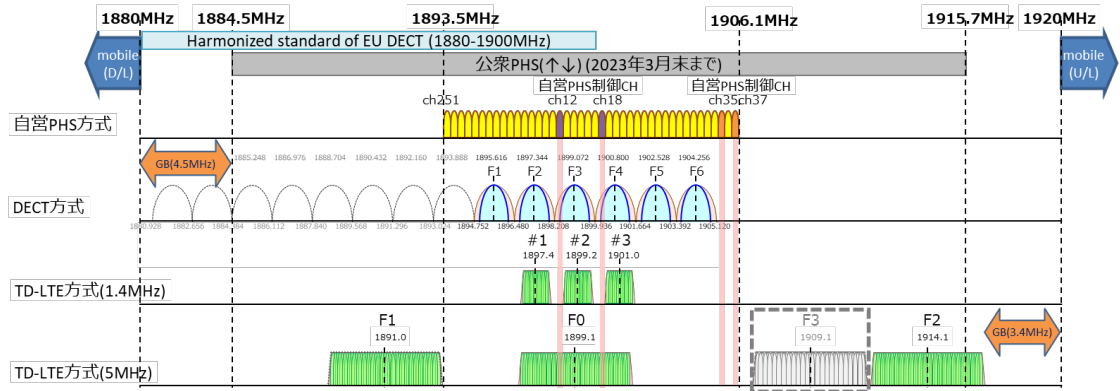 1880MHz
1884.5MHz
1893.5MHz
1906.1MHz
1915.7MHz
1920MHz
mobile
(D/L)
Harmonized standard of EU DECT (1880-1900MHz)
mobile
(U/L)
公衆PHS(↑↓) (2023年3月末まで)
自営PHS制御CH
自営PHS制御CH
ch251
ch12
ch18
ch35
ch37
自営PHS方式
GB(4.5MHz)
1885.248
1886.976
1888.704
1890.432
1892.160
1893.888
1895.616
1897.344
1899.072
1900.800
1902.528
1904.256
F1
F2
F3
F4
F5
F6
DECT方式
1880.928
1882.656
1884.384
1886.112
1887.840
1889.568
1891.296
1893.024
1894.752
1896.480
1898.208
1899.936
1901.664
1903.392
1905.120
#1
#2
#3
1897.4
1899.2
1901.0
TD-LTE方式(1.4MHz)
F1
F0
F3
F2
1891.0
1899.1
1909.1
1914.1
GB(3.4MHz)
TD-LTE方式(5MHz)